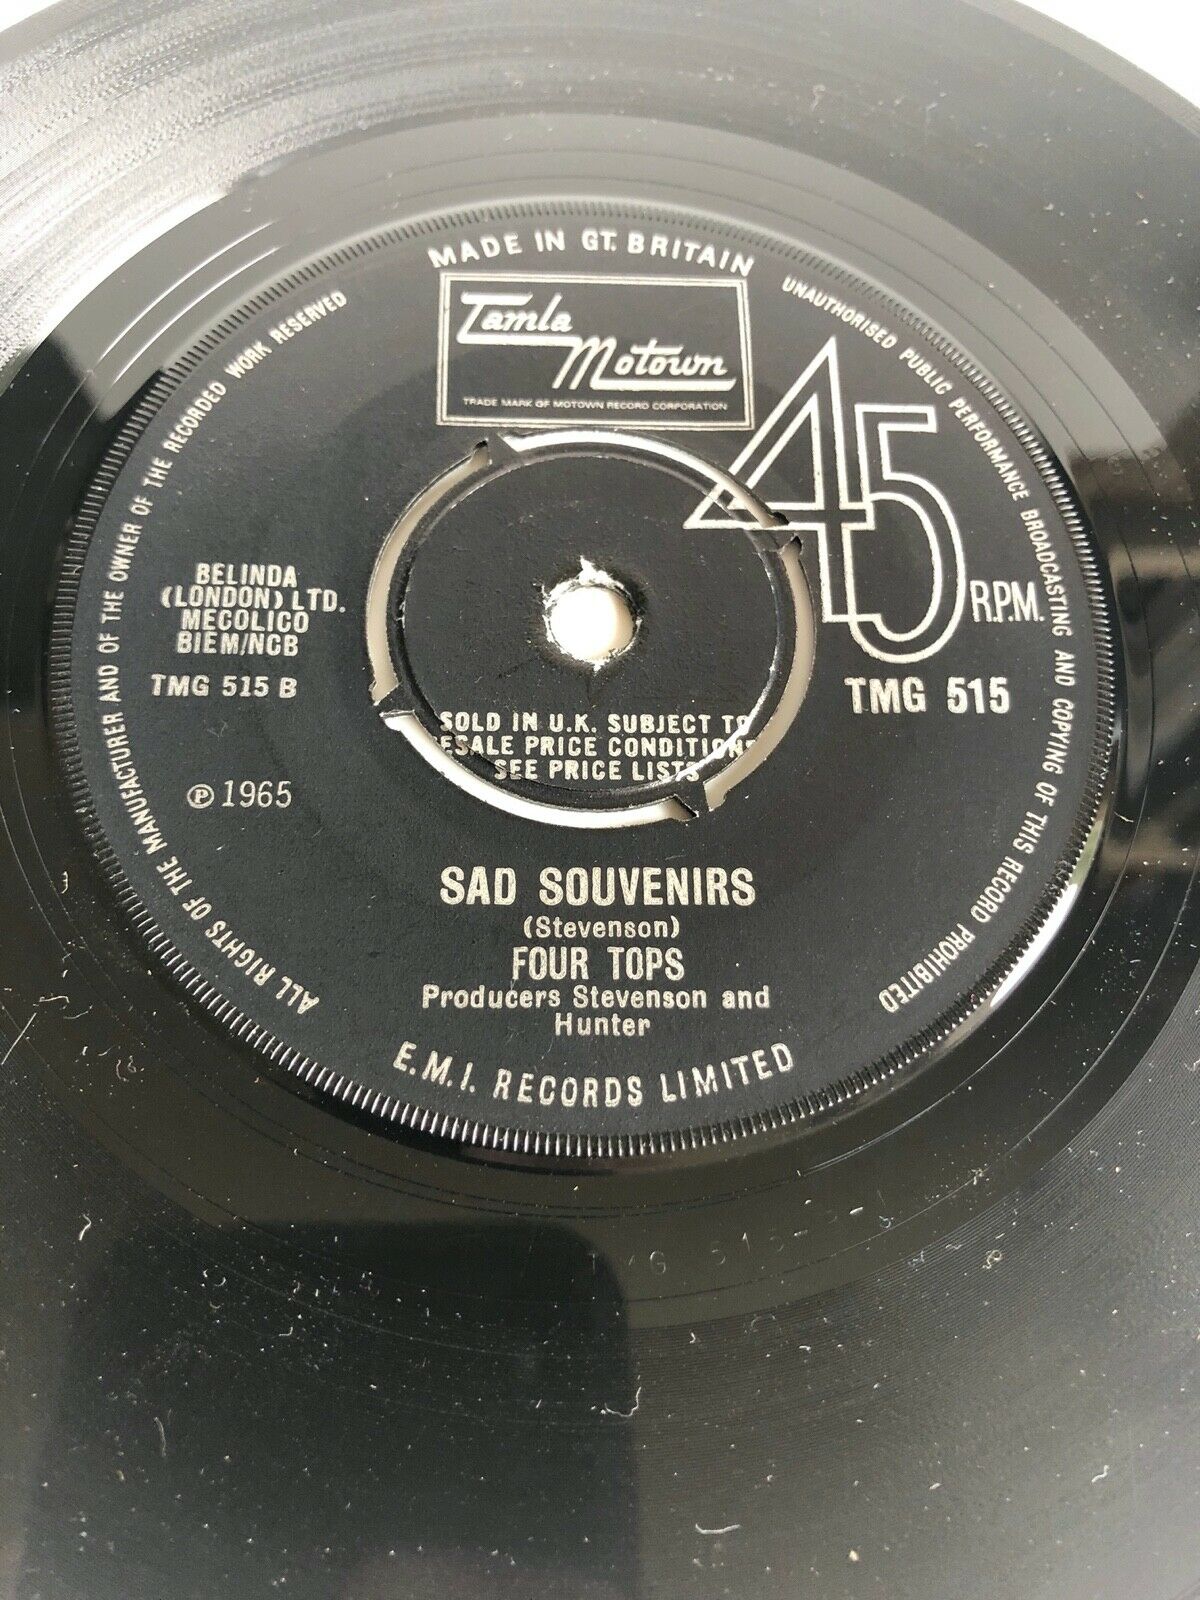 MADE IN GT. BRITAIN
Tamla
Motown
TRADE MARK OF MOTOWN RECORD CORPORATION
UNAUTHORISED PUBLIC PERFORMANCE BROADCASTING AND COPYING OF THIS RECORD PROHIBITED
ALL RIGHTS OF THE MANUFACTURER AND OF THE OWNER OF THE RECORDED WORK RESERVED
45
R.P.M.
BELINDA
(LONDON) LTD.
MECOLICO
BIEM/NCB
TMG 515 B
TMG 515
SOLD IN U.K. SUBJECT TO
ESALE PRICE CONDITION
SEE PRICE LISTS
℗ 1965
SAD SOUVENIRS
(Stevenson)
FOUR TOPS
Producers Stevenson and
Hunter
E.M.I. RECORDS LIMITED